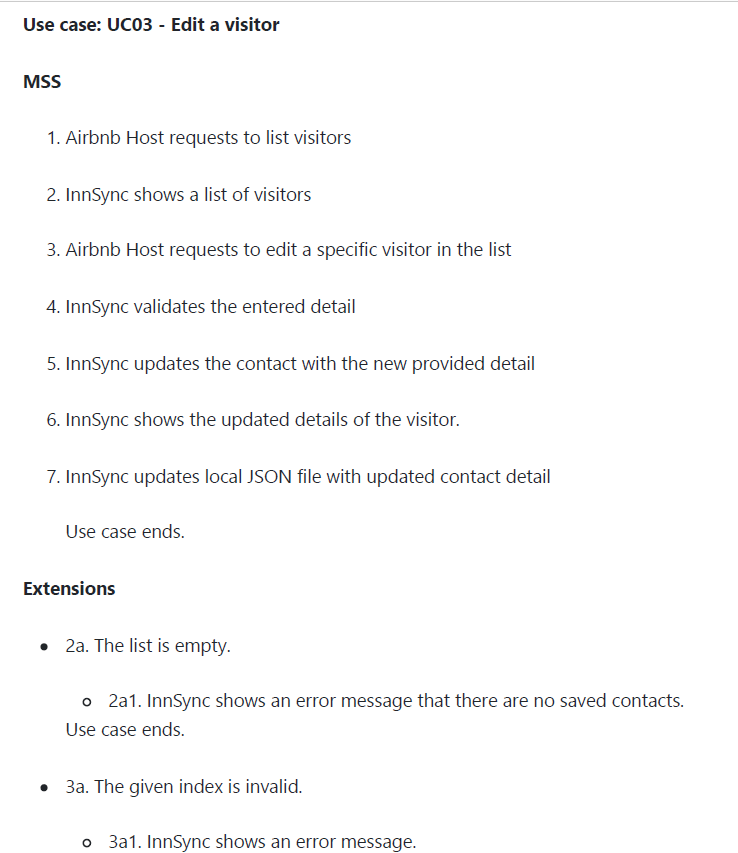 Use case: UC03 - Edit a visitor
MSS
1. Airbnb Host requests to list visitors
2. InnSync shows a list of visitors
3. Airbnb Host requests to edit a specific visitor in the list
4. InnSync validates the entered detail
5. InnSync updates the contact with the new provided detail
6. InnSync shows the updated details of the visitor.
7. InnSync updates local JSON file with updated contact detail
Use case ends.
Extensions
• 2a. The list is empty.
○ 2a1. InnSync shows an error message that there are no saved contacts.
Use case ends.
• 3a. The given index is invalid.
○ 3a1. InnSync shows an error message.